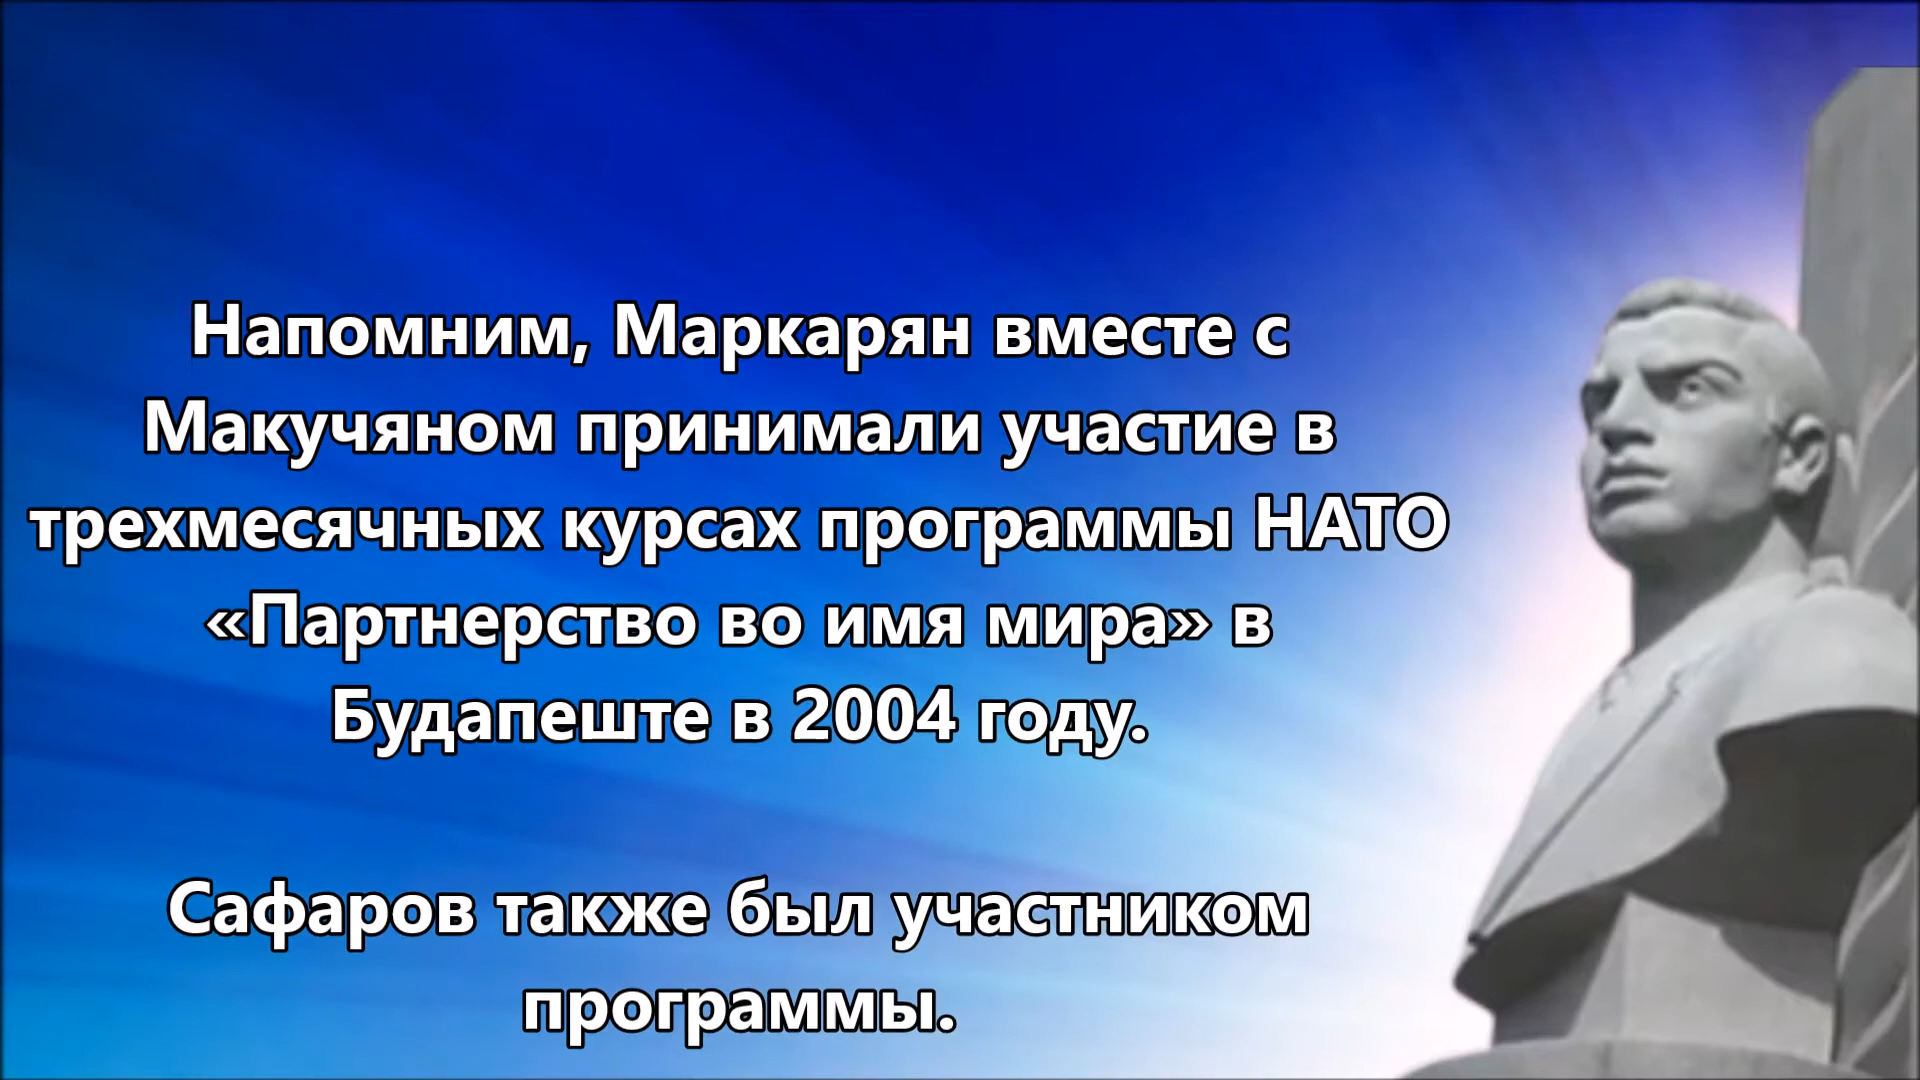 Напомним, Маркарян вместе с
Макучяном принимали участие в
трехмесячных курсах программы НАТО
«Партнерство во имя мира» в
Будапеште в 2004 году.
Сафаров также был участником
программы.